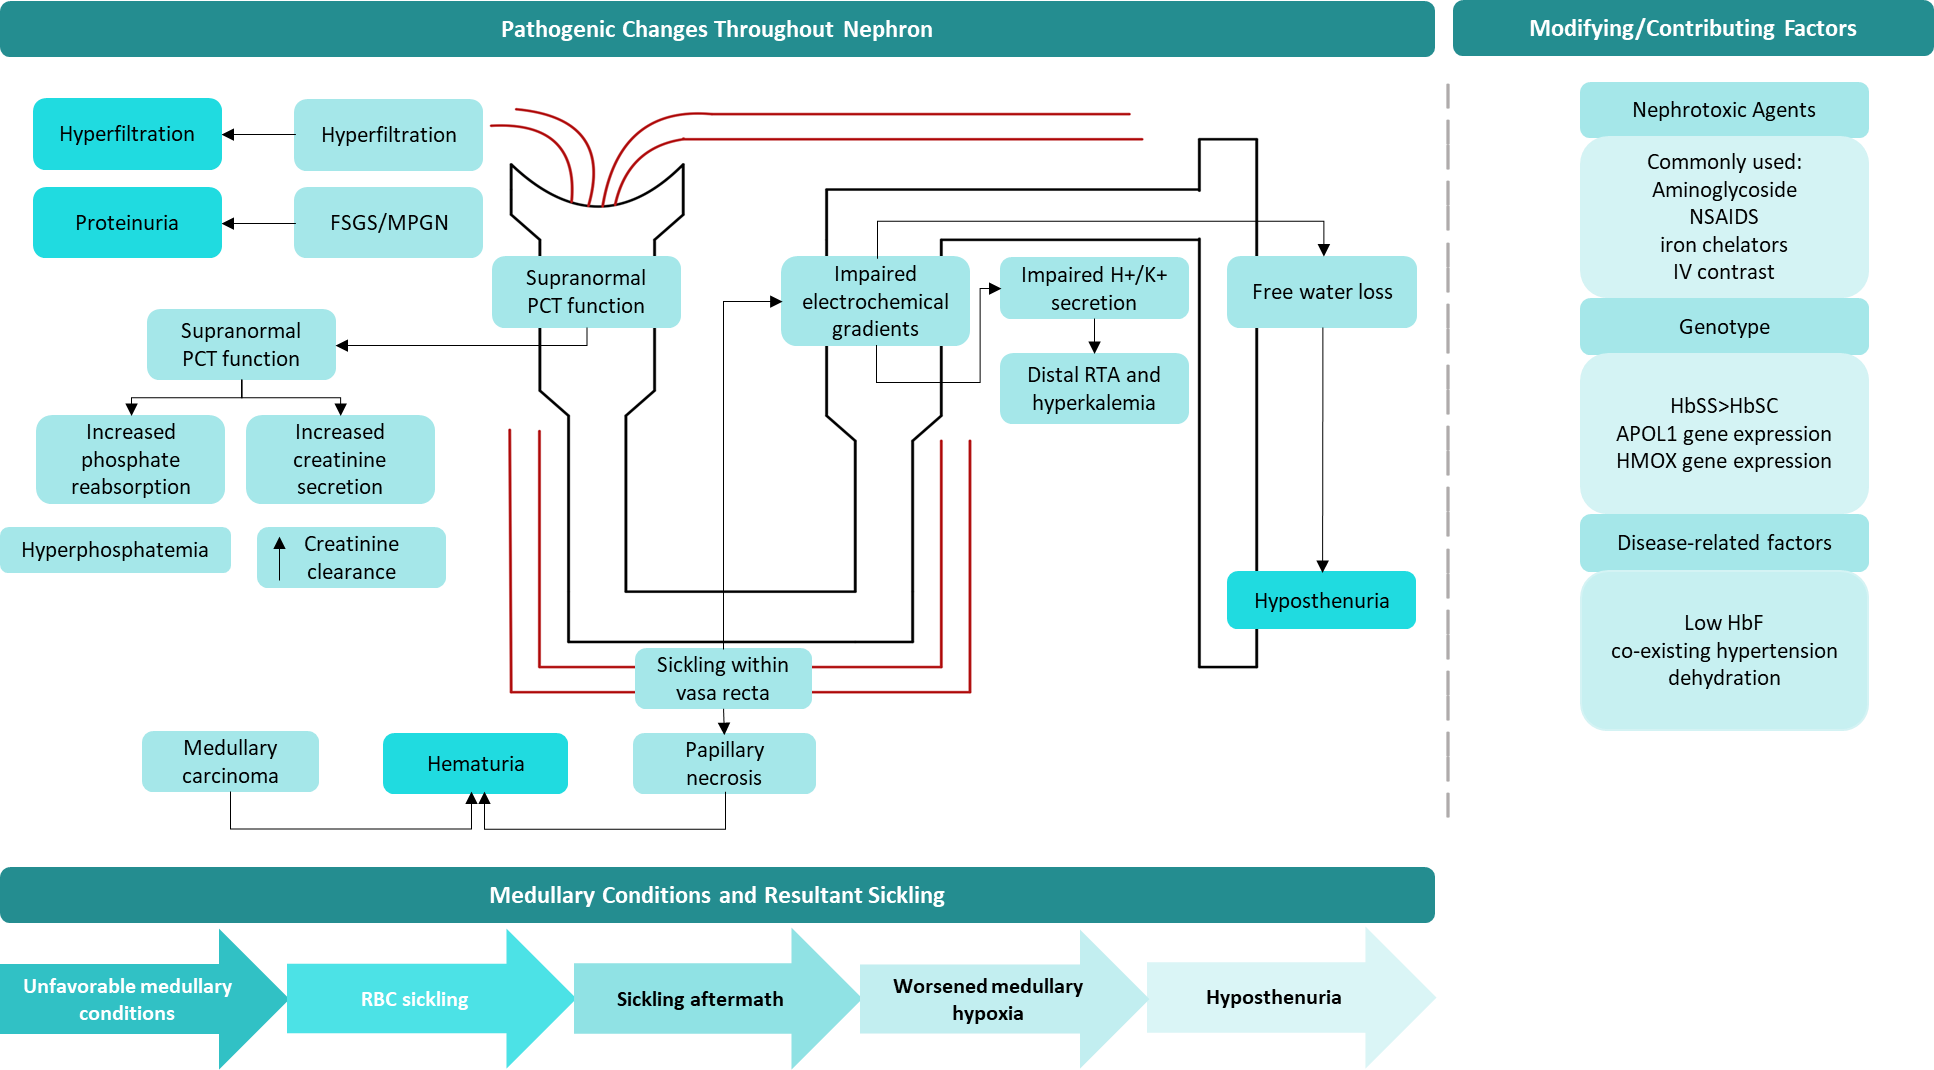 Pathogenic Changes Throughout Nephron
Modifying/Contributing Factors
Hyperfiltration
Hyperfiltration
Proteinuria
FSGS/MPGN
Supranormal
PCT function
Supranormal
PCT function
Increased
phosphate
reabsorption
Increased
creatinine
secretion
Hyperphosphatemia
Creatinine
clearance
Impaired
electrochemical
gradients
Impaired H+/K+
secretion
Distal RTA and
hyperkalemia
Free water loss
Hyposthenuria
Sickling within
vasa recta
Medullary
carcinoma
Hematuria
Papillary
necrosis
Nephrotoxic Agents
Commonly used:
Aminoglycoside
NSAIDS
iron chelators
IV contrast
Genotype
HbSS>HbSC
APOL1 gene expression
HMOX gene expression
Disease-related factors
Low HbF
co-existing hypertension
dehydration
Medullary Conditions and Resultant Sickling
Unfavorable medullary
conditions
RBC sickling
Sickling aftermath
Worsened medullary
hypoxia
Hyposthenuria